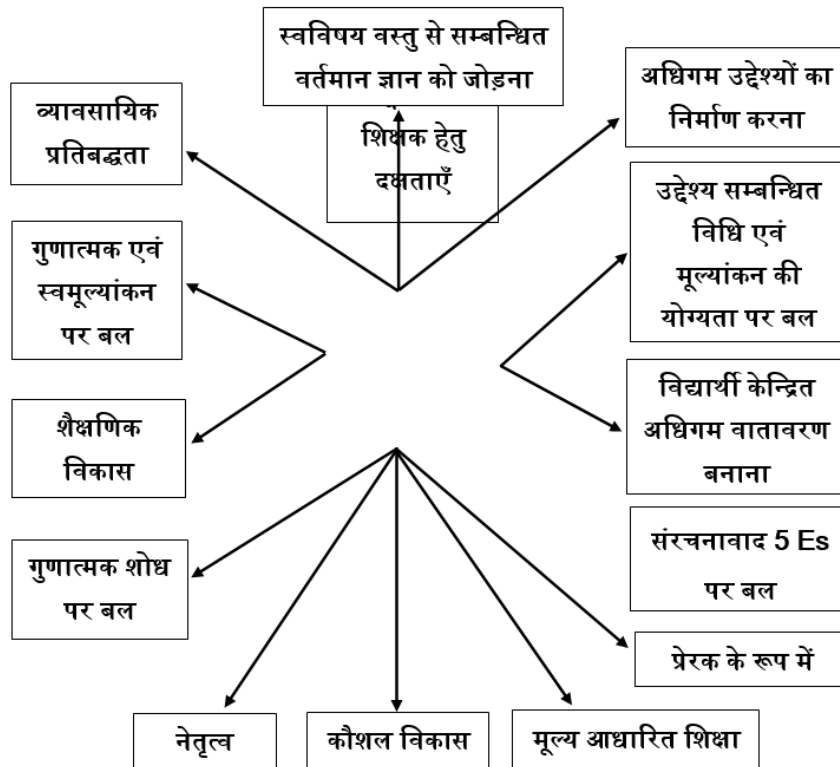 स्वविषय वस्तु से सम्बन्धित
वर्तमान ज्ञान को जोड़ना
शिक्षक हेतु
दक्षताएँ
अधिगम उद्देश्यों का
निर्माण करना
व्यावसायिक
प्रतिबद्धता
उद्देश्य सम्बन्धित
विधि एवं
मूल्यांकन की
योग्यता पर बल
गुणात्मक एवं
स्वमूल्यांकन
पर बल
विद्यार्थी केन्द्रित
अधिगम वातावरण
बनाना
शैक्षणिक
विकास
संरचनावाद 5 Es
पर बल
गुणात्मक शोध
पर बल
प्रेरक के रूप में
नेतृत्व
कौशल विकास
मूल्य आधारित शिक्षा